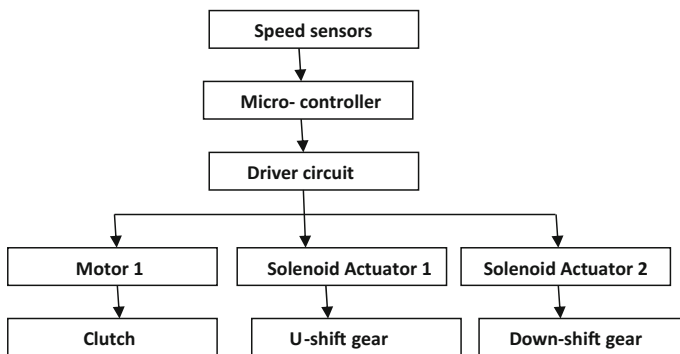 Speed sensors
Micro- controller
Driver circuit
Motor 1
Solenoid Actuator 1
Solenoid Actuator 2
Clutch
U-shift gear
Down-shift gear